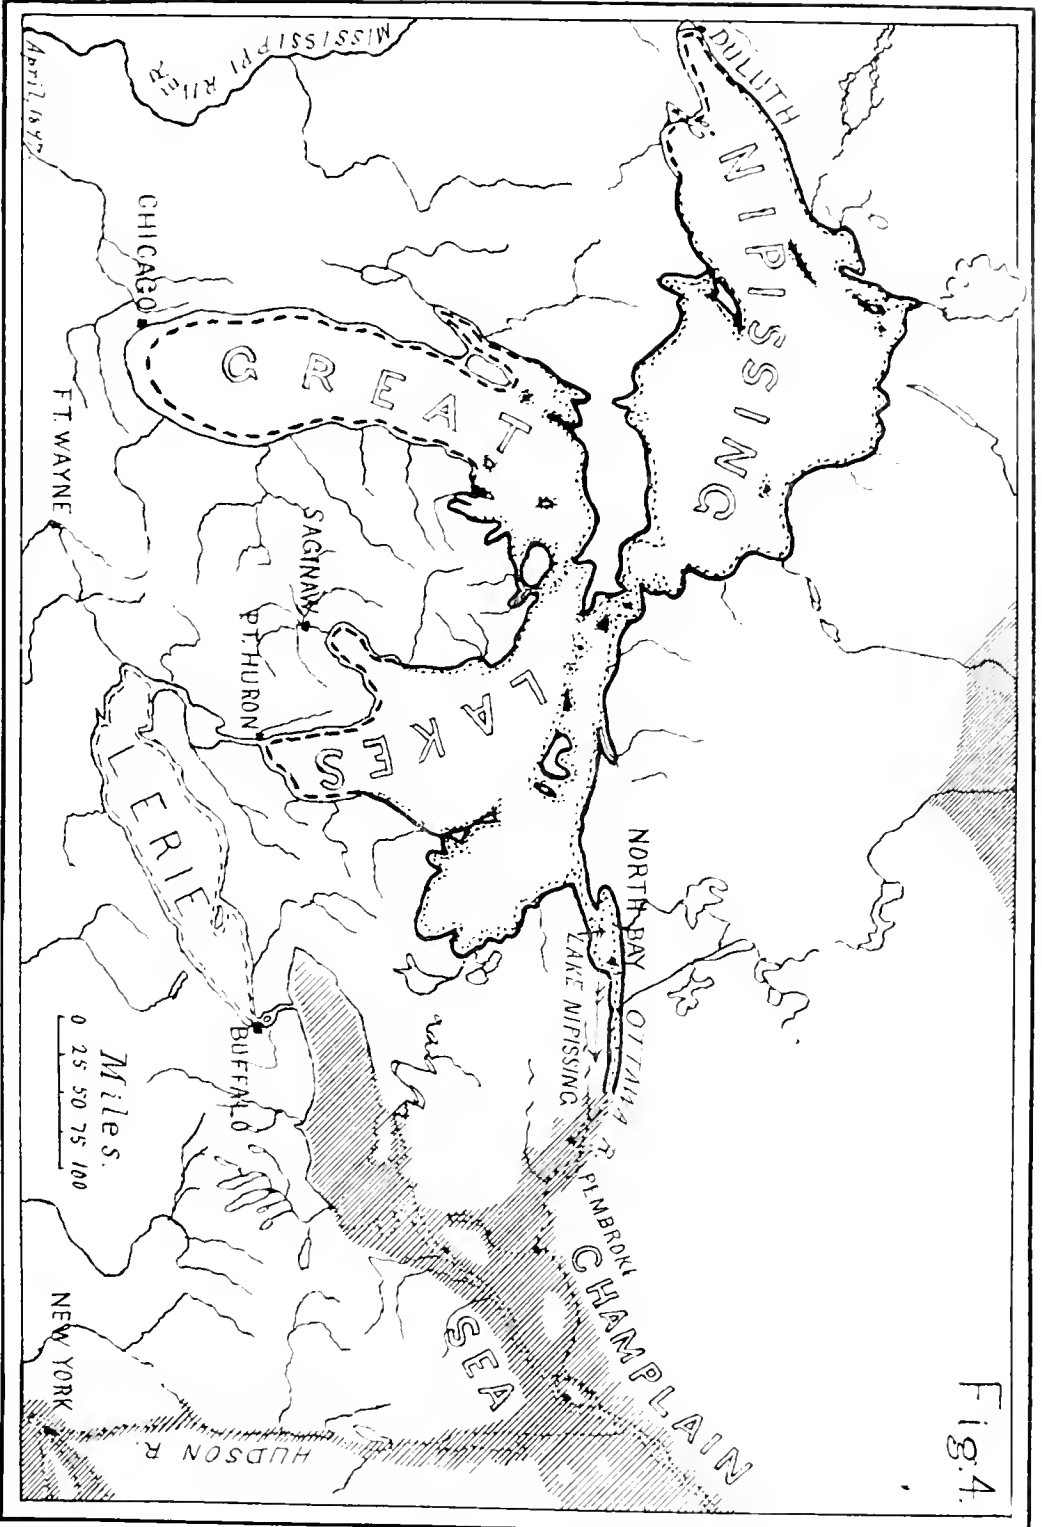 Fig. 4.
DULUTH
NIPISSING
GREAT
LAKES
MISSISSIPPI RIVER
CHICAGO
FT. WAYNE
SAGINAW
PT. HURON
L ERIE
BUFFALO
NORTH BAY
LAKE NIPISSING
OTTAWA R.
PEMBROKE
CHAMPLAIN
SEA
HUDSON R.
NEW YORK
Miles.
0 25 50 75 100
April,